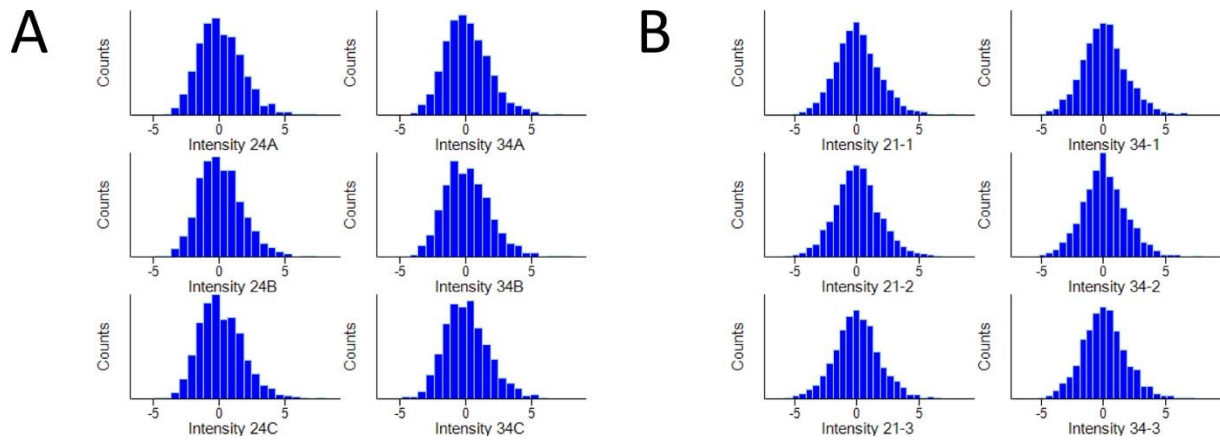 A
B
Counts
Counts
Counts
Counts
-5 0 5
-5 0 5
-5 0 5
-5 0 5
Intensity 24A
Intensity 34A
Intensity 21-1
Intensity 34-1
Counts
Counts
Counts
Counts
-5 0 5
-5 0 5
-5 0 5
-5 0 5
Intensity 24B
Intensity 34B
Intensity 21-2
Intensity 34-2
Counts
Counts
Counts
Counts
-5 0 5
-5 0 5
-5 0 5
-5 0 5
Intensity 24C
Intensity 34C
Intensity 21-3
Intensity 34-3